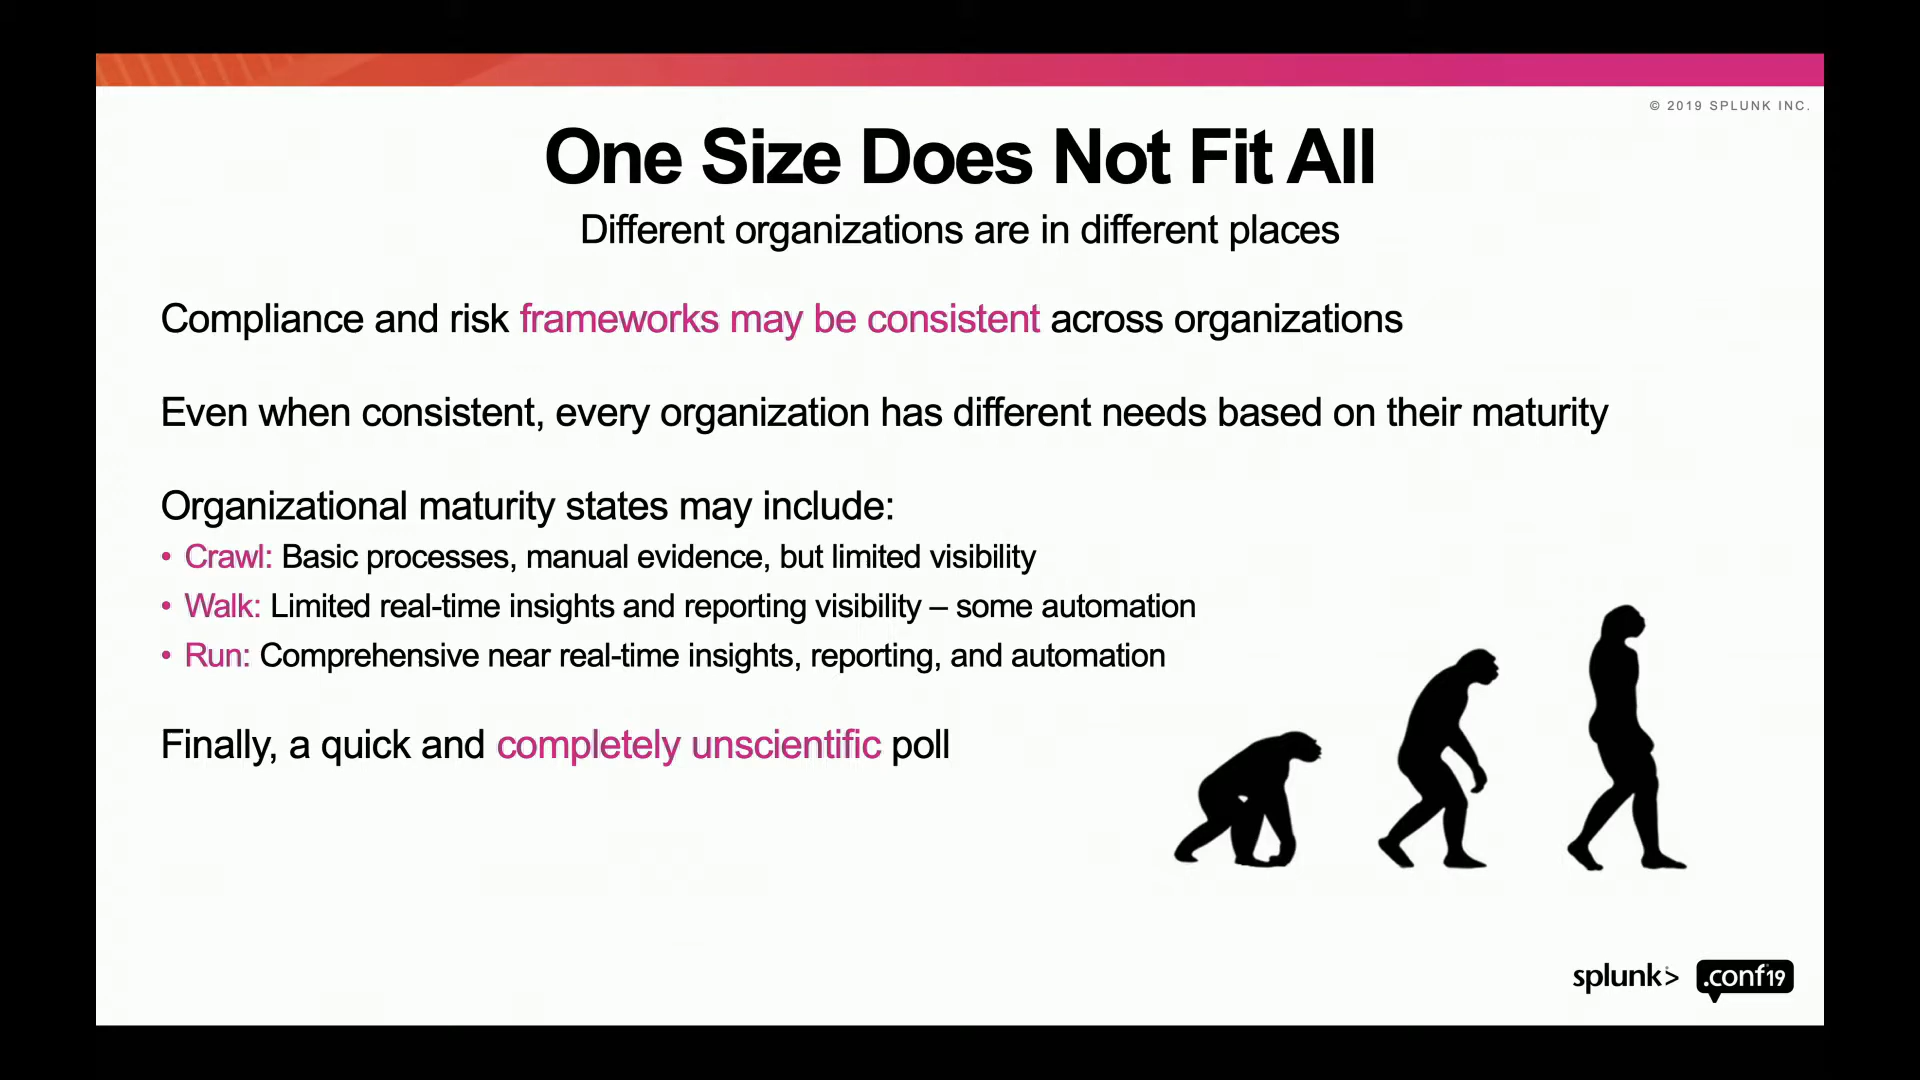 © 2019 SPLUNK INC.
One Size Does Not Fit All
Different organizations are in different places
Compliance and risk frameworks may be consistent across organizations
Even when consistent, every organization has different needs based on their maturity
Organizational maturity states may include:
• Crawl: Basic processes, manual evidence, but limited visibility
• Walk: Limited real-time insights and reporting visibility – some automation
• Run: Comprehensive near real-time insights, reporting, and automation
Finally, a quick and completely unscientific poll
splunk> .conf19